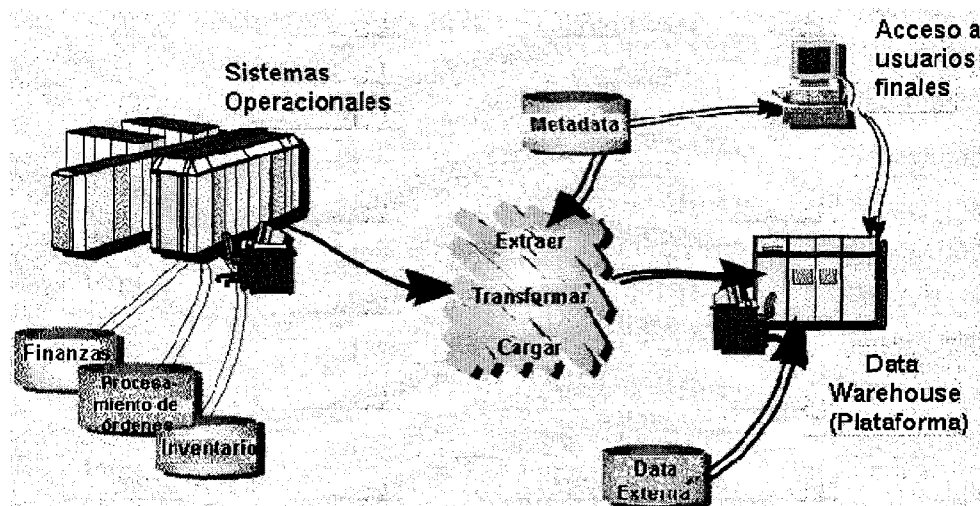 Sistemas
Operacionales
Acceso a
usuarios
finales
Metadata
Extraer
Transformar
Cargar
Finanzas
Procesa-
miento de
órdenes
Inventario
Data
Warehouse
(Plataforma)
Data
Externa